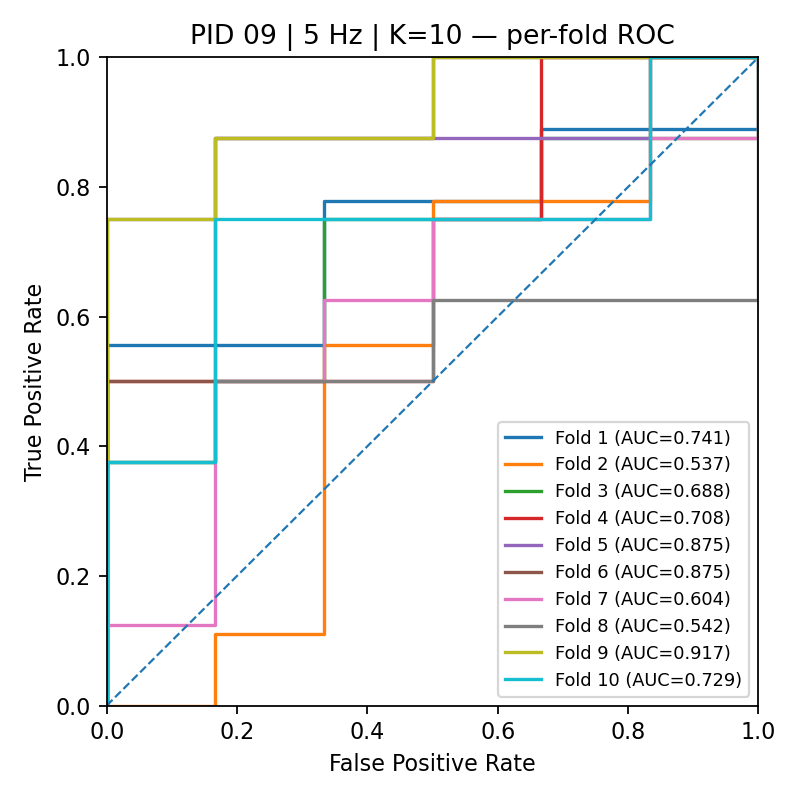 PID 09 | 5 Hz | K=10 — per-fold ROC
1.0
0.8
0.6
0.4
0.2
0.0
True Positive Rate
Fold 1 (AUC=0.741)
Fold 2 (AUC=0.537)
Fold 3 (AUC=0.688)
Fold 4 (AUC=0.708)
Fold 5 (AUC=0.875)
Fold 6 (AUC=0.875)
Fold 7 (AUC=0.604)
Fold 8 (AUC=0.542)
Fold 9 (AUC=0.917)
Fold 10 (AUC=0.729)
0.0 0.2 0.4 0.6 0.8 1.0
False Positive Rate